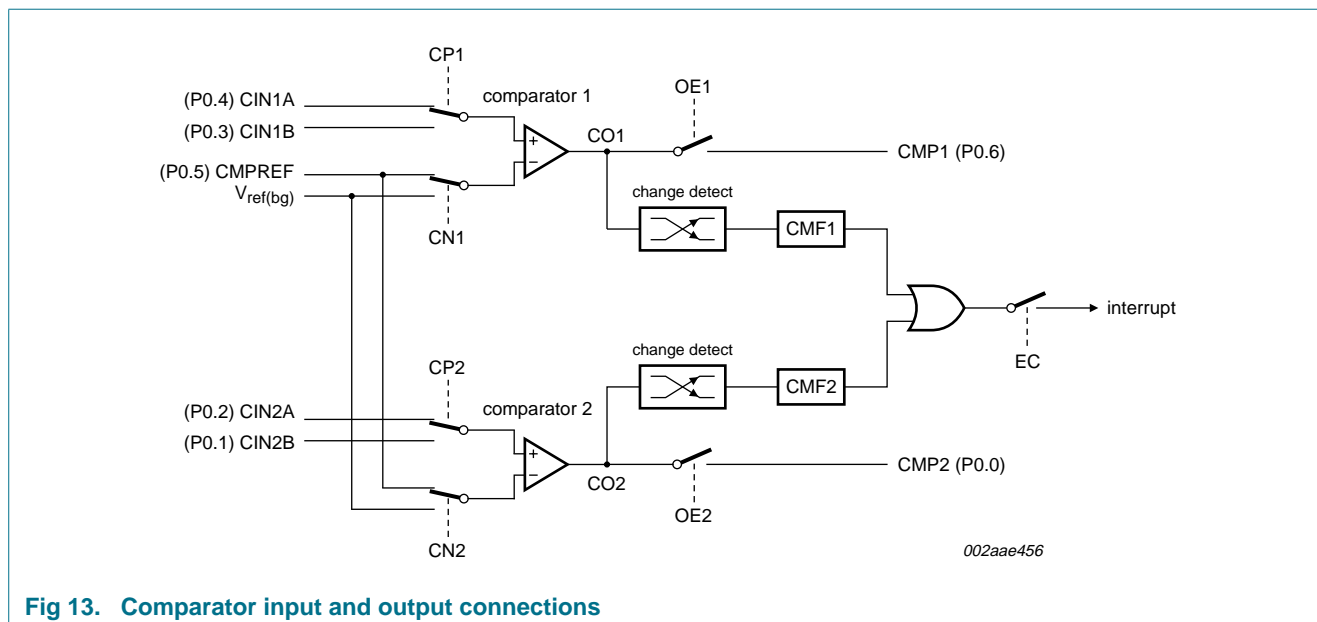 CP1
OE1
(P0.4) CIN1A
comparator 1
(P0.3) CIN1B
CO1
CMP1 (P0.6)
(P0.5) CMPREF
Vref(bg)
+
−
change detect
CMF1
CN1
interrupt
EC
change detect
CMF2
CP2
comparator 2
(P0.2) CIN2A
(P0.1) CIN2B
+
−
CO2
CMP2 (P0.0)
OE2
CN2
002aae456
Fig 13. Comparator input and output connections